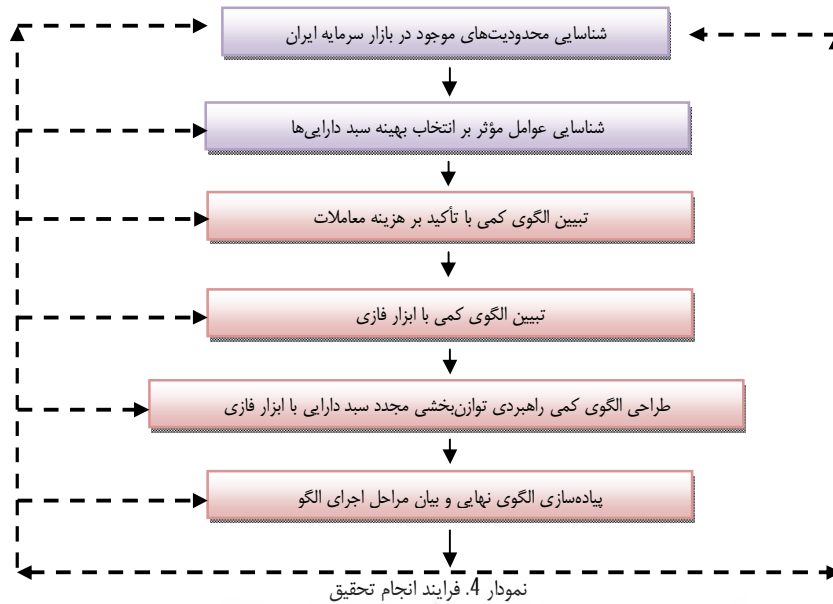 شناسایی محدودیت‌های موجود در بازار سرمایه ایران
شناسایی عوامل مؤثر بر انتخاب بهینه سبد دارایی‌ها
تبیین الگوی کمی با تأکید بر هزینه معاملات
تبیین الگوی کمی با ابزار فازی
طراحی الگوی کمی راهبردی توازن‌بخشی مجدد سبد دارایی با ابزار فازی
پیاده‌سازی الگوی نهایی و بیان مراحل اجرای الگو
نمودار 4. فرایند انجام تحقیق